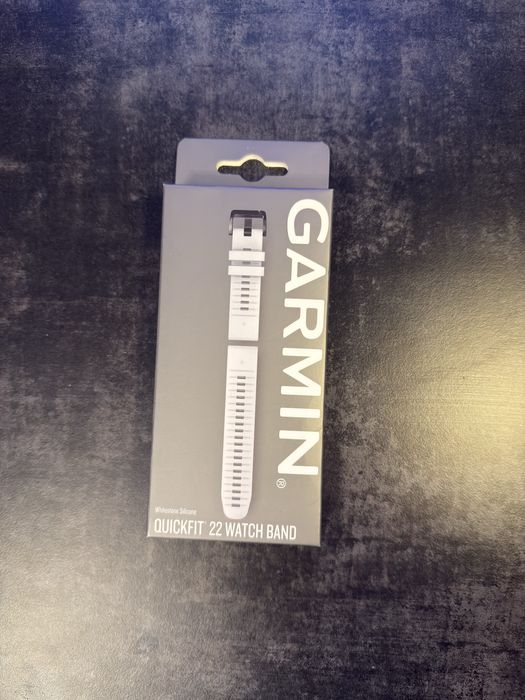 GARMIN®
Whitestone Silicone
QUICKFIT® 22 WATCH BAND